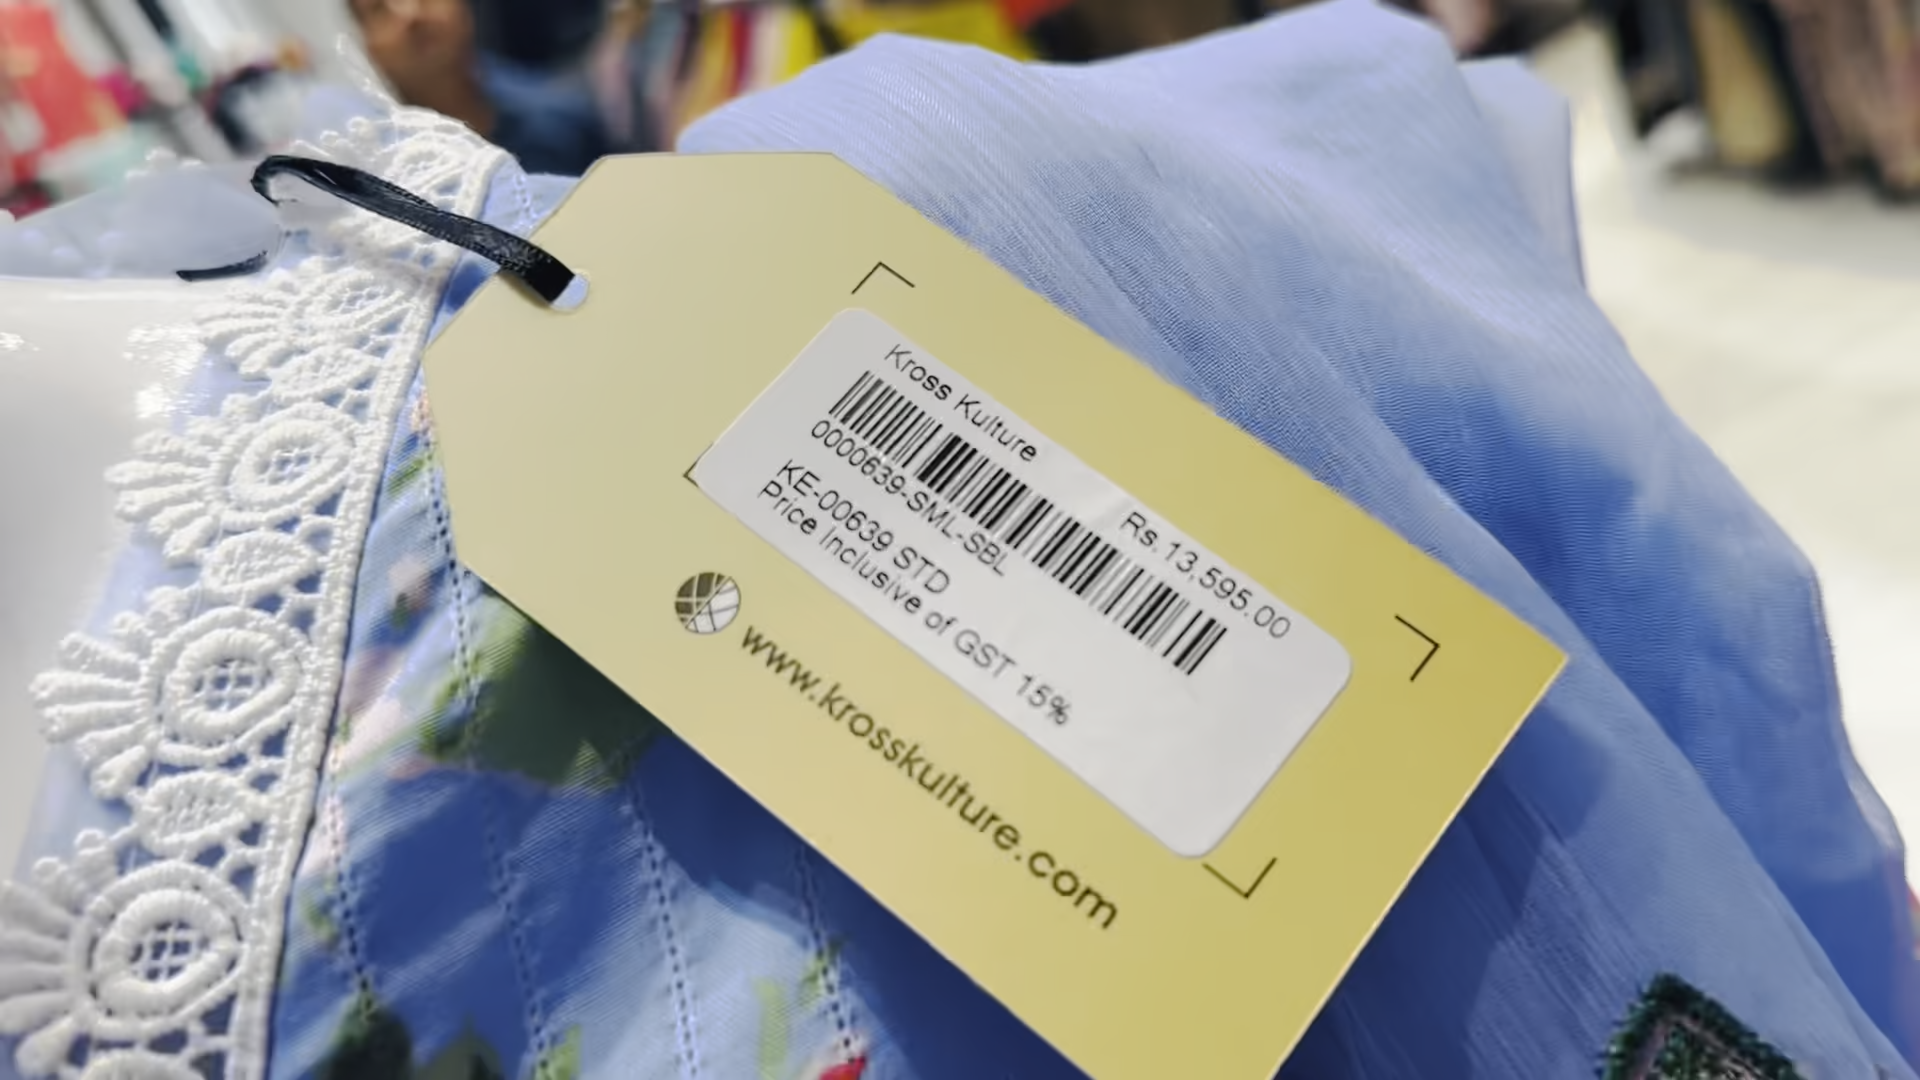 Kross Kulture
Rs.13,595.00
0000639-SML-SBL
KE-00639 STD
Price Inclusive of GST 15%
www.krosskulture.com